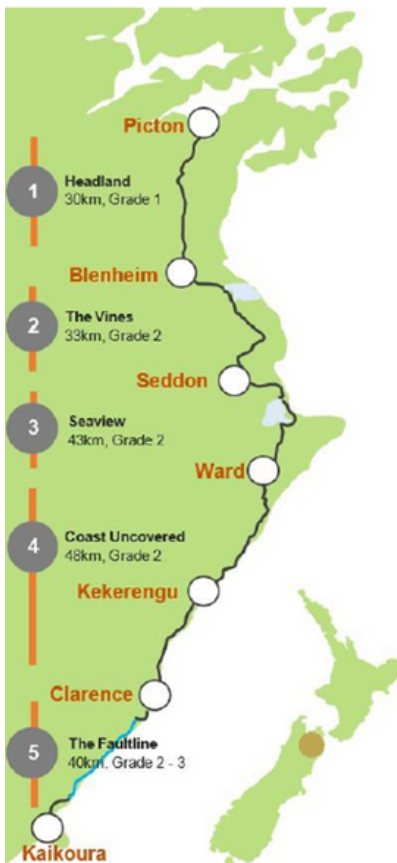 Picton
1
Headland
30km, Grade 1
Blenheim
2
The Vines
33km, Grade 2
Seddon
3
Seaview
43km, Grade 2
Ward
4
Coast Uncovered
48km, Grade 2
Kekerengu
Clarence
5
The Faultline
40km, Grade 2 - 3
Kaikoura